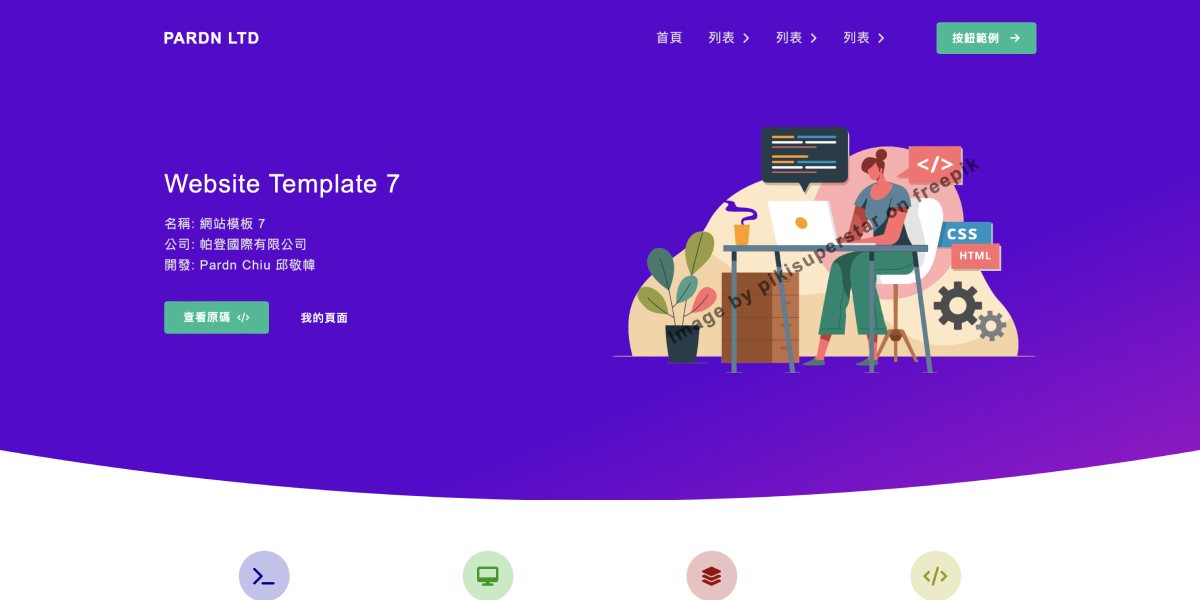 PARDN LTD
首頁 列表 列表 列表 按鈕範例
Website Template 7
名稱: 網站模板 7
公司: 帕登國際有限公司
開發: Pardn Chiu 邱敬幃
查看原碼 </> 我的頁面
</>
CSS
HTML
Image by pikisuperstar on freepik